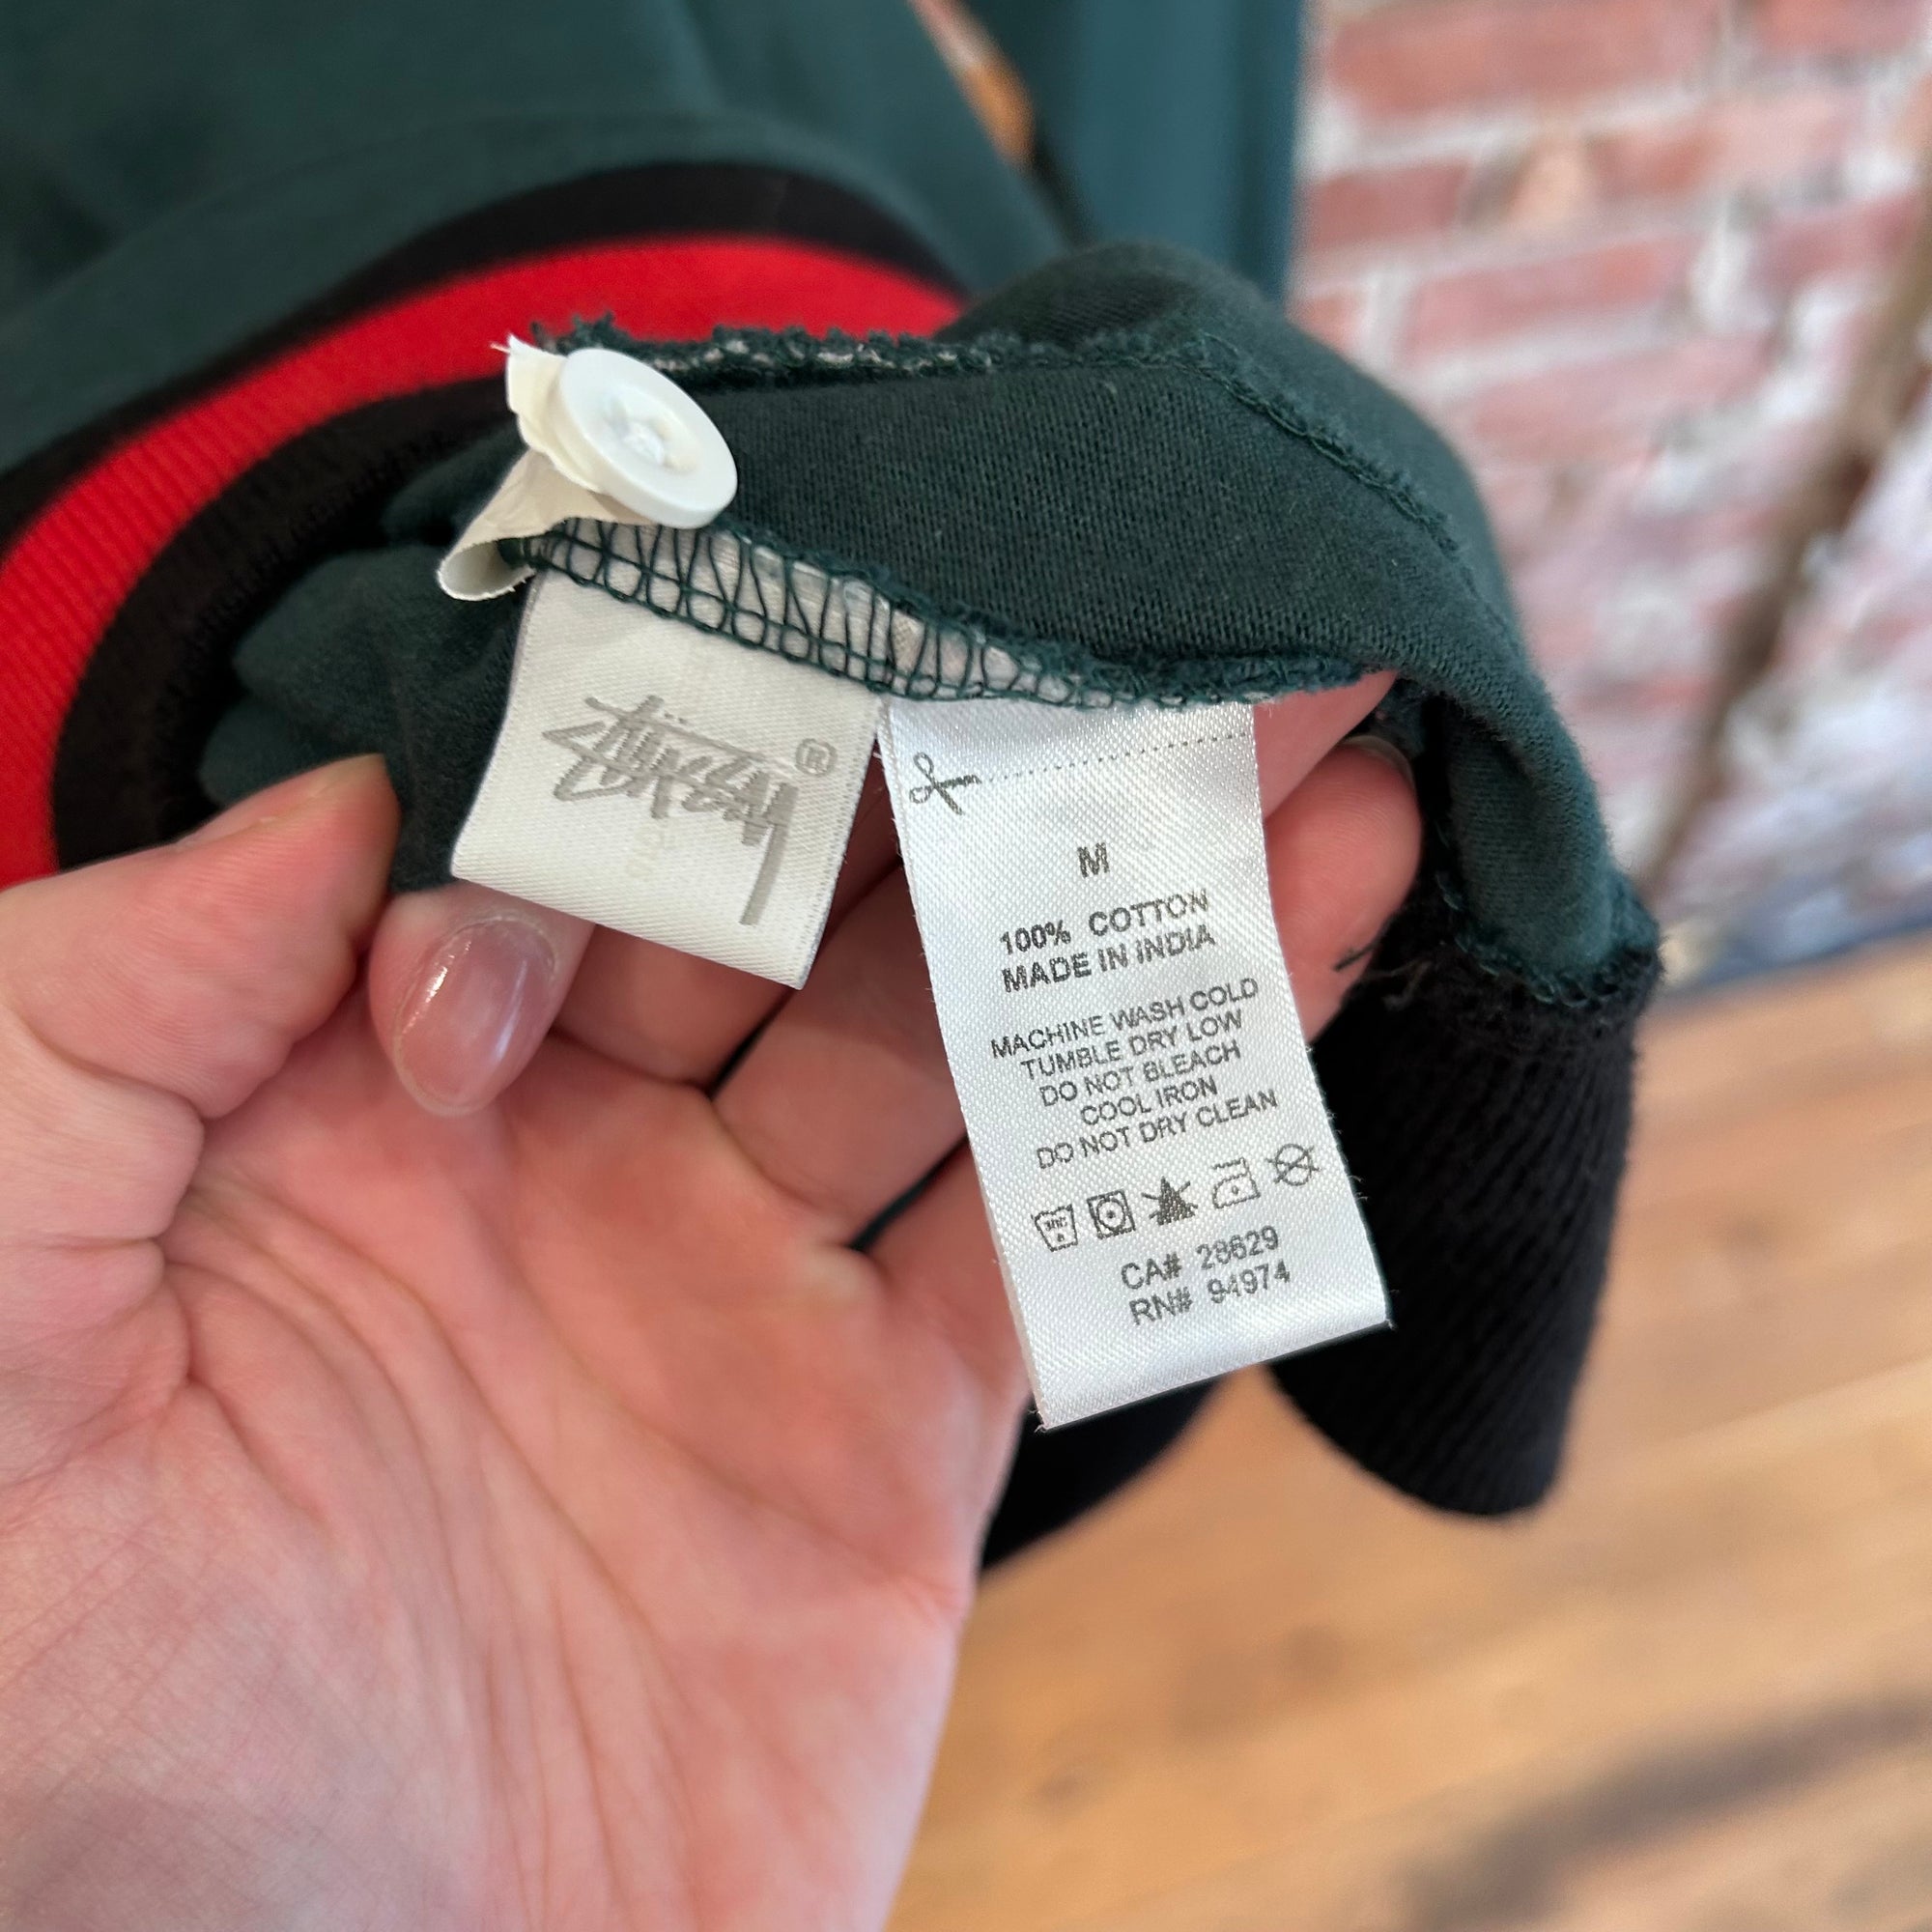 STÜSSY ®
M
100% COTTON
MADE IN INDIA
MACHINE WASH COLD
TUMBLE DRY LOW
DO NOT BLEACH
COOL IRON
DO NOT DRY CLEAN
CA# 28629
RN# 94974